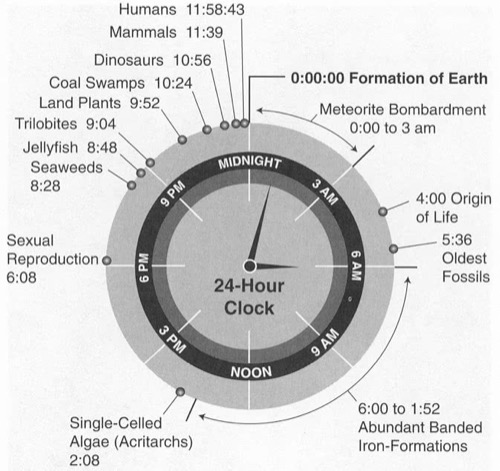 Humans 11:58:43
Mammals 11:39
Dinosaurs 10:56
Coal Swamps 10:24
Land Plants 9:52
Trilobites 9:04
Jellyfish 8:48
Seaweeds
8:28
Sexual
Reproduction
6:08
0:00:00 Formation of Earth
Meteorite Bombardment
0:00 to 3 am
4:00 Origin
of Life
5:36
Oldest
Fossils
MIDNIGHT
3 AM
6 AM
9 AM
NOON
3 PM
6 PM
9 PM
24-Hour
Clock
6:00 to 1:52
Abundant Banded
Iron-Formations
Single-Celled
Algae (Acritarchs)
2:08